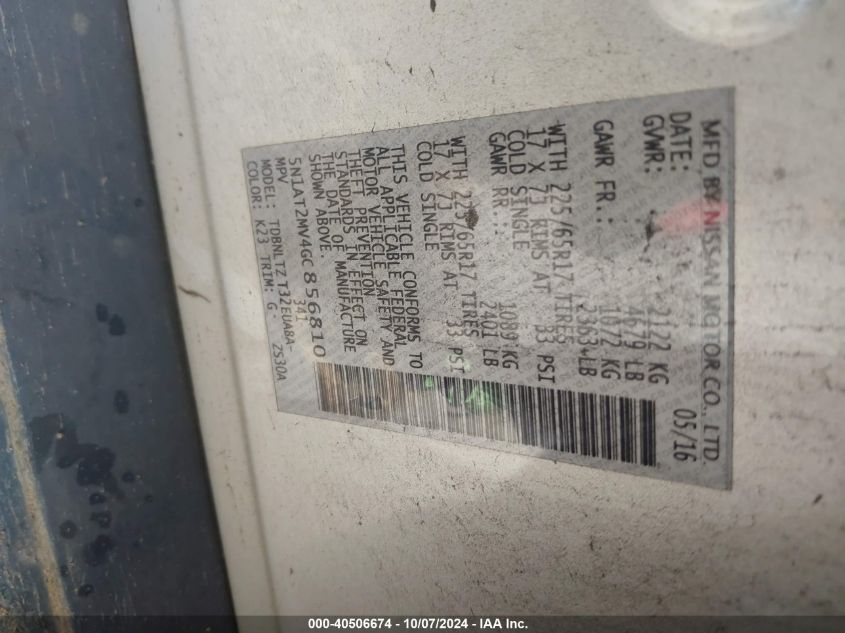 MFD BY NISSAN MOTOR CO., LTD.
DATE: 05/16
GVWR: 2122 KG
4679 LB
GAWR FR.: 1072 KG
2363 LB
WITH 225/65R17 TIRES
17 X 7J RIMS AT 33 PSI
COLD SINGLE
GAWR RR.: 1089 KG
2401 LB
WITH 225/65R17 TIRES
17 X 7J RIMS AT 33 PSI
COLD SINGLE
THIS VEHICLE CONFORMS TO
ALL APPLICABLE FEDERAL
MOTOR VEHICLE SAFETY AND
THEFT PREVENTION
STANDARDS IN EFFECT ON
THE DATE OF MANUFACTURE
SHOWN ABOVE.
5N1AT2MV4GC856810
MPV 341
MODEL: TDBNLTZ T32EUA8A-
COLOR: K23 TRIM: G ZS30A
000-40506674 - 10/07/2024 - IAA Inc.